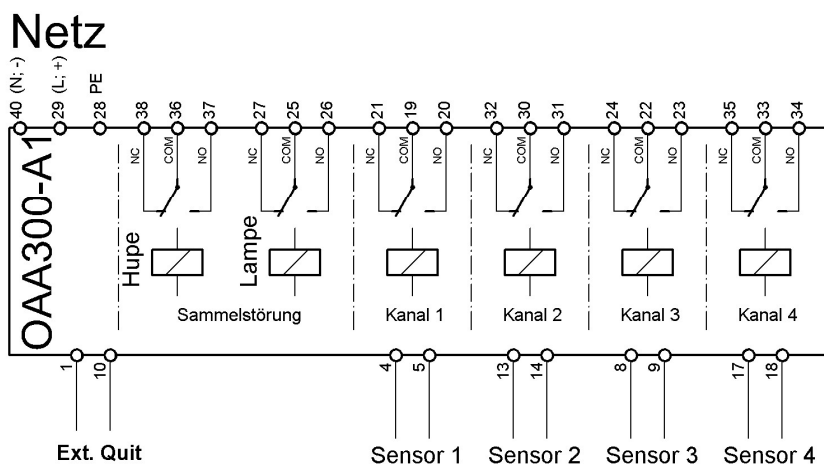 Netz
40 (N; -) 29 (L; +) 28 PE 38 36 37 27 25 26 21 19 20 32 30 31 24 22 23 35 33 34
NC COM NO NC COM NO NC COM NO NC COM NO NC COM NO NC COM NO
OAA300-A1
Hupe Lampe
Sammelstörung Kanal 1 Kanal 2 Kanal 3 Kanal 4
1 10 4 5 13 14 8 9 17 18
Ext. Quit Sensor 1 Sensor 2 Sensor 3 Sensor 4